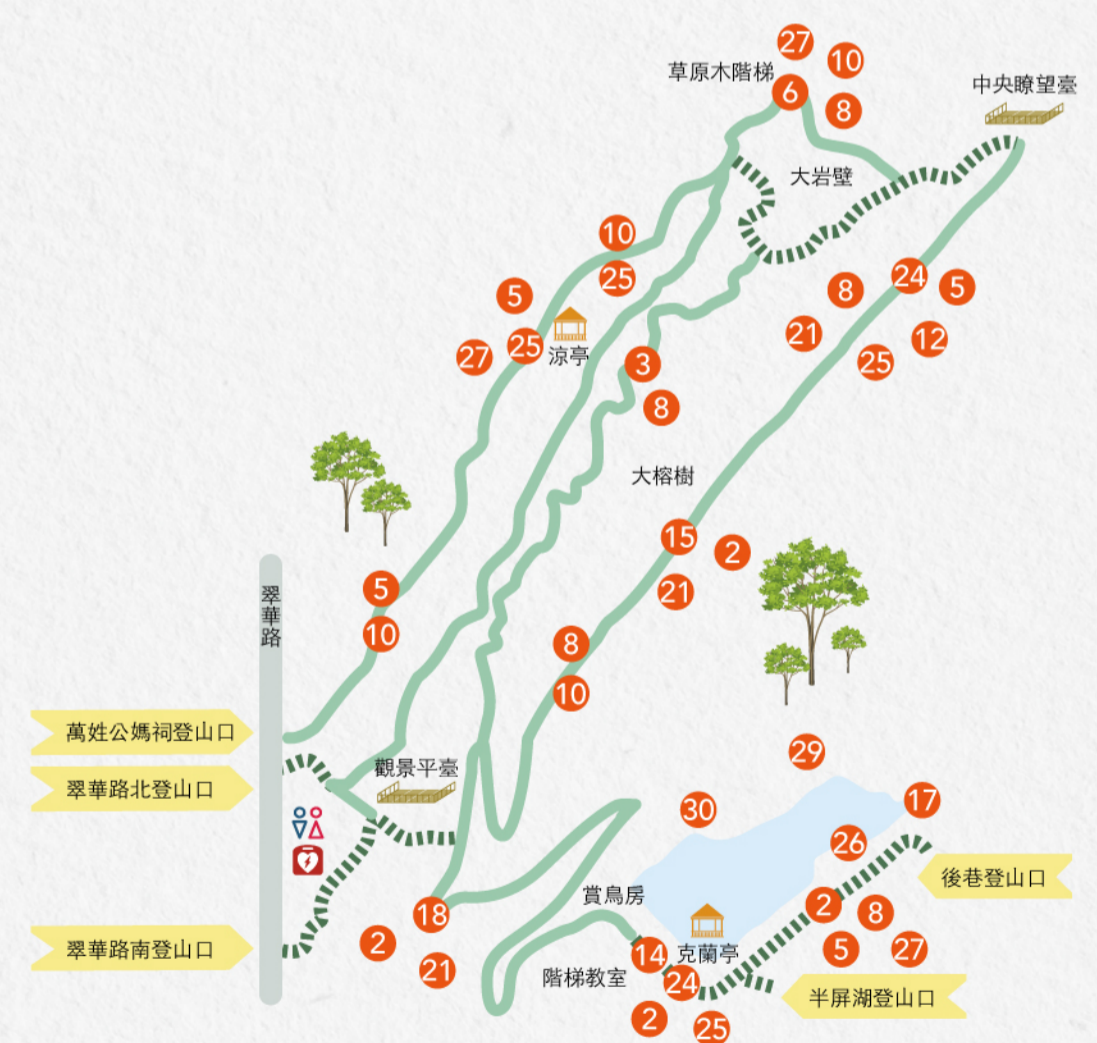 27
10
草原木階梯
6
8
中央瞭望臺
大岩壁
10
25
5
27
25
涼亭
3
8
24
5
8
21
12
25
大榕樹
15
2
21
5
10
8
10
翠華路
萬姓公媽祠登山口
翠華路北登山口
觀景平臺
29
30
17
26
後巷登山口
賞鳥房
18
2
21
2
8
5
27
翠華路南登山口
14
克蘭亭
階梯教室
24
半屏湖登山口
2
25